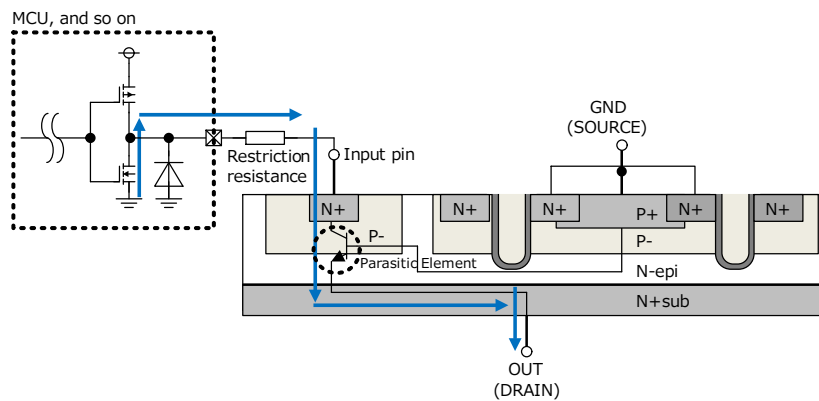 MCU, and so on
GND
(SOURCE)
Restriction
resistance
Input pin
N+
N+
N+
P+
N+
N+
P-
P-
Parasitic Element
N-epi
N+sub
OUT
(DRAIN)